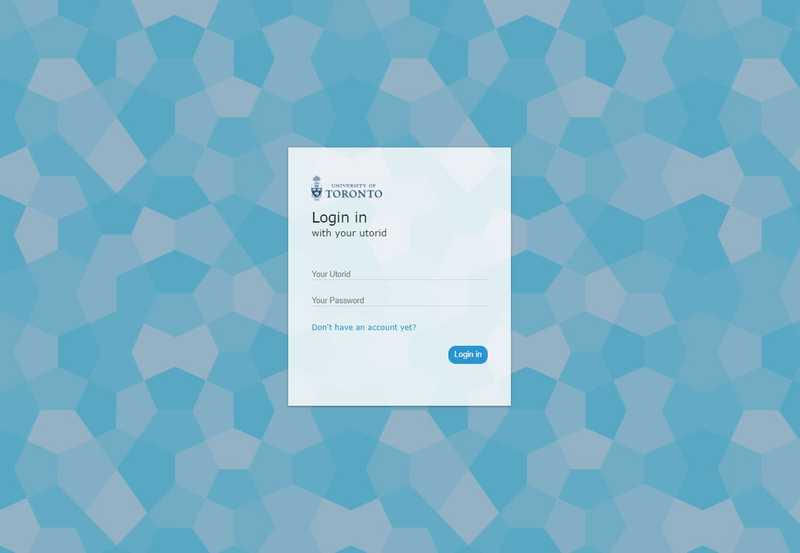 UNIVERSITY OF
TORONTO
Login in
with your utorid
Your Utorid
Your Password
Don't have an account yet?
Login in